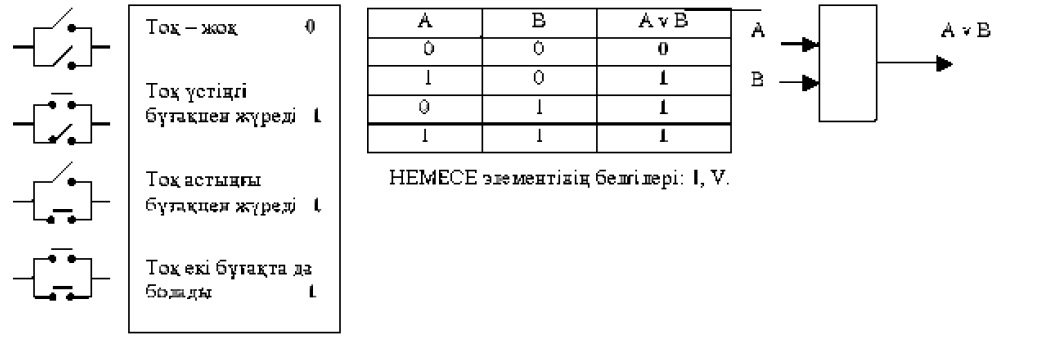 Тоқ – жоқ 0
Тоқ үстіңгі
бұтақпен жүреді 1
Тоқ астыңғы
бұтақпен жүреді 1
Тоқ екі бұтақта да
болады 1
A B A v B
0 0 0
1 0 1
0 1 1
1 1 1
НЕМЕСЕ элементінің белгілері: 1, V.
A
B
A v B